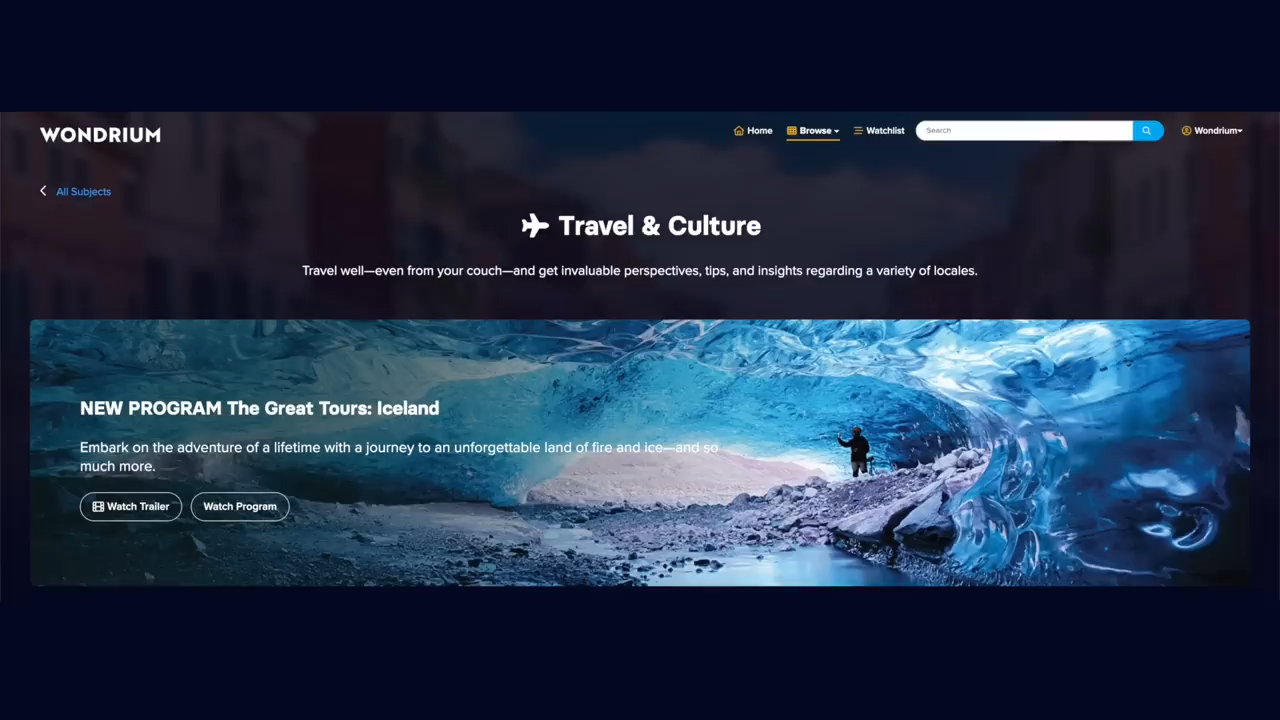 WONDRIUM
Home
Browse
Watchlist
Search
Wondrium
All Subjects
Travel & Culture
Travel well—even from your couch—and get invaluable perspectives, tips, and insights regarding a variety of locales.
NEW PROGRAM The Great Tours: Iceland
Embark on the adventure of a lifetime with a journey to an unforgettable land of fire and ice—and so
much more.
Watch Trailer
Watch Program